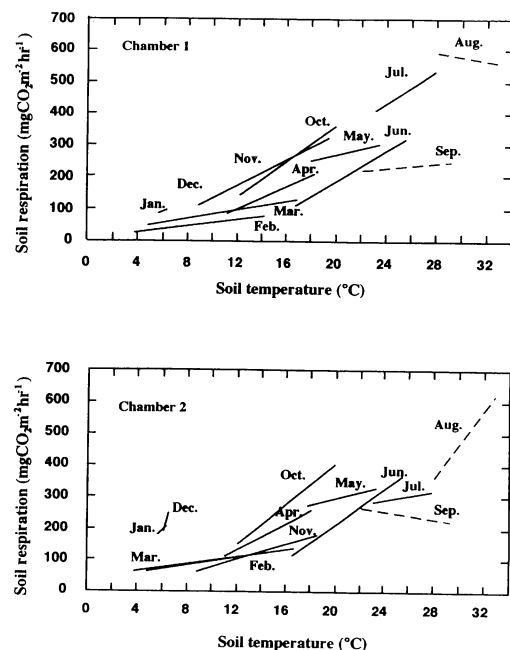 Chamber 1
Soil respiration (mgCO2m-2hr-1)
700
600
500
400
300
200
100
0
Aug.
Jul.
Oct.
Jun.
May.
Nov.
Sep.
Apr.
Dec.
Jan.
Mar.
Feb.
4 8 12 16 20 24 28 32
Soil temperature (°C)
Chamber 2
Soil respiration (mgCO2m-2hr-1)
700
600
500
400
300
200
100
0
Aug.
Oct.
Jun.
May.
Jul.
Dec.
Apr.
Sep.
Jan.
Nov.
Mar.
Feb.
0 4 8 12 16 20 24 28 32
Soil temperature (°C)